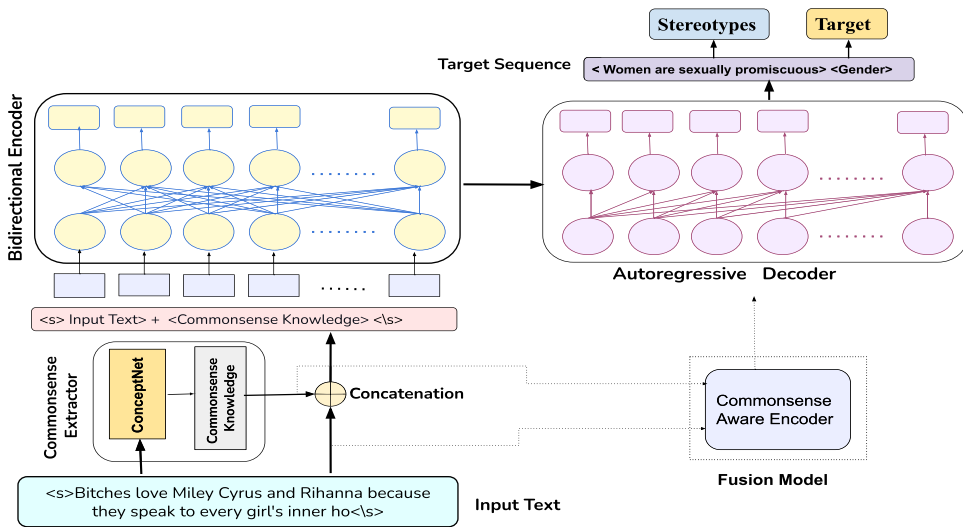 Stereotypes
Target
Target Sequence
< Women are sexually promiscuous> <Gender>
Bidirectional Encoder
Autoregressive Decoder
<s> Input Text> + <Commonsense Knowledge> <\s>
Commonsense
Extractor
ConceptNet
Commonsense
Knowledge
Concatenation
Commonsense
Aware Encoder
Fusion Model
<s>Bitches love Miley Cyrus and Rihanna because
they speak to every girl's inner ho<\s>
Input Text